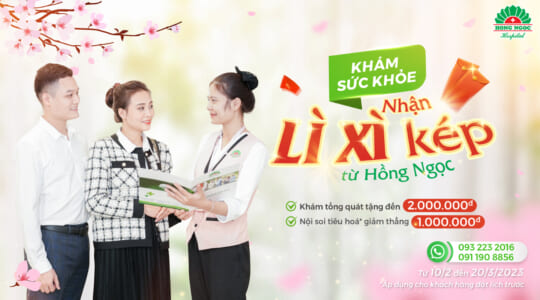 HONG NGOC
Hospital
KHÁM
SỨC KHỎE
Nhận
LÌ XÌ kép
từ Hồng Ngọc
Khám tổng quát tặng đến 2.000.000đ
Nội soi tiêu hoá* giảm thẳng 1.000.000đ
093 223 2016
091 190 8856
Từ 10/2 đến 20/3/2023
*Áp dụng cho khách hàng đặt lịch trước